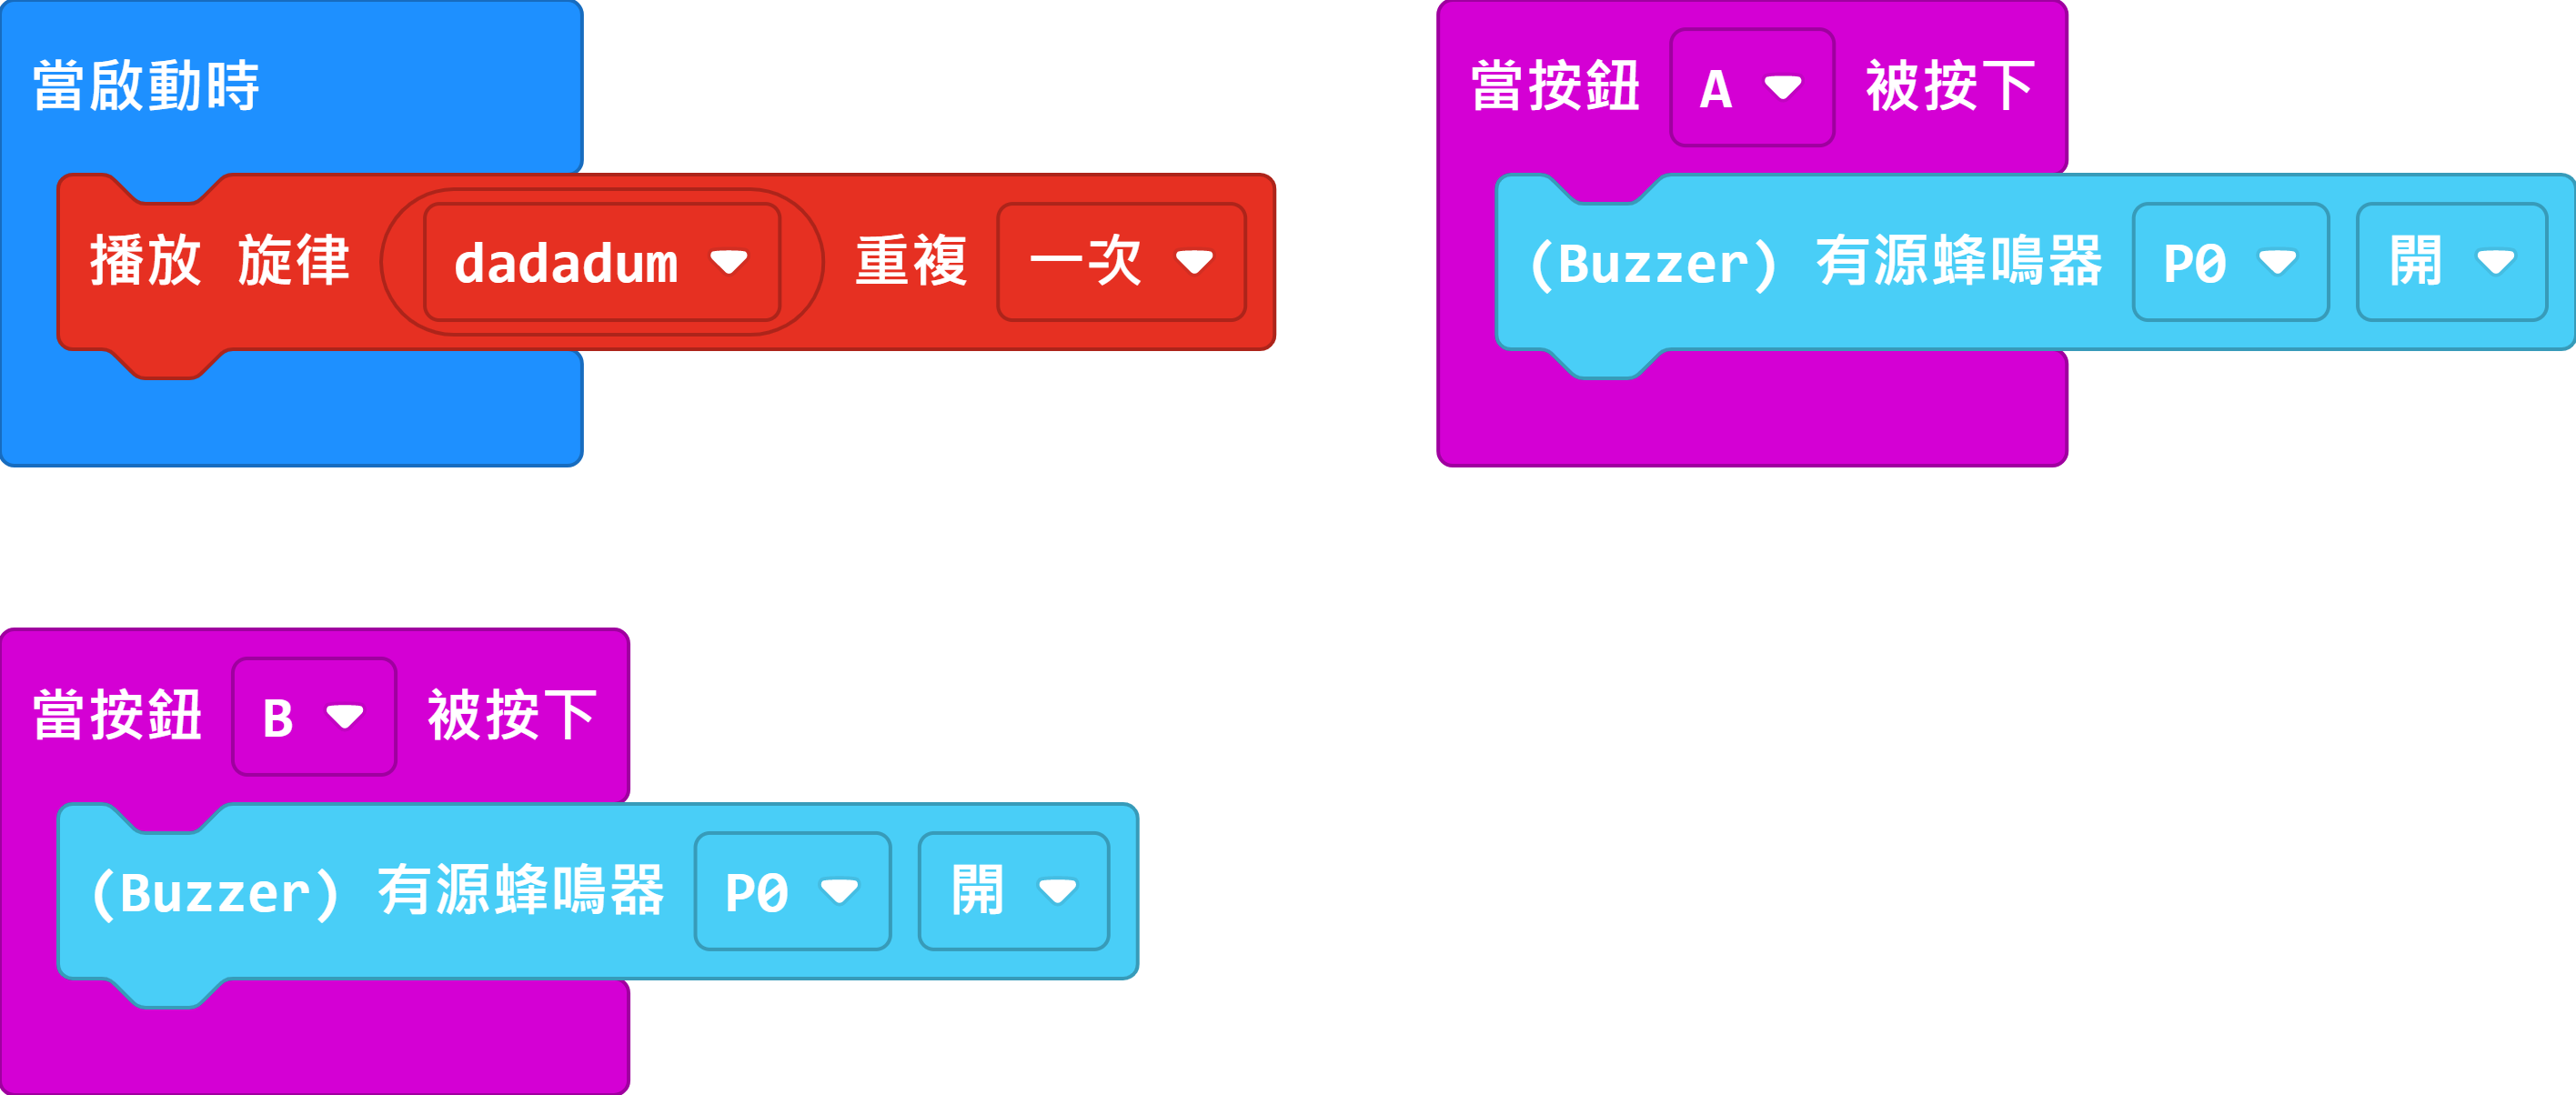 當啟動時
播放 旋律 dadadum 重複 一次
當按鈕 A 被按下
(Buzzer) 有源蜂鳴器 P0 開
當按鈕 B 被按下
(Buzzer) 有源蜂鳴器 P0 開